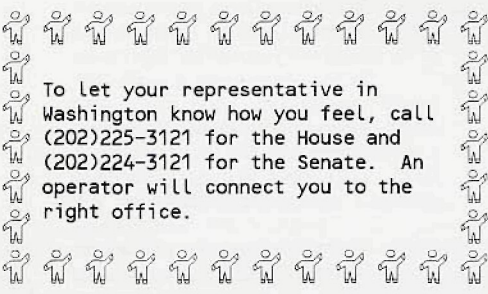 To let your representative in
Washington know how you feel, call
(202)225-3121 for the House and
(202)224-3121 for the Senate.  An
operator will connect you to the
right office.